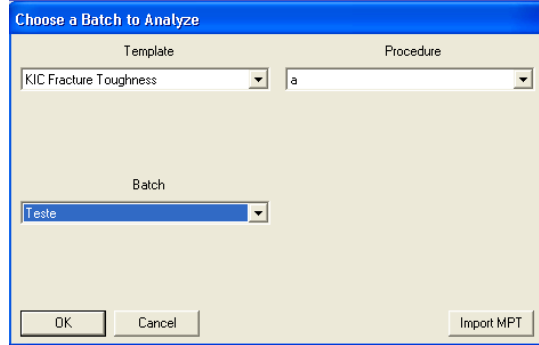 Choose a Batch to Analyze
Template
Procedure
KIC Fracture Toughness
a
Batch
Teste
OK
Cancel
Import MPT